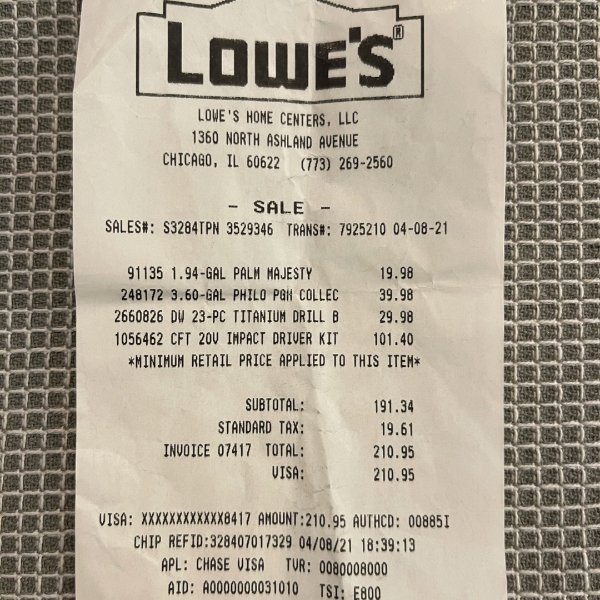 LOWE'S®
LOWE'S HOME CENTERS, LLC
1360 NORTH ASHLAND AVENUE
CHICAGO, IL 60622 (773) 269-2560
- SALE -
SALES#: S3284TPN 3529346 TRANS#: 7925210 04-08-21
91135 1.94-GAL PALM MAJESTY 19.98
248172 3.60-GAL PHILO PGH COLLEC 39.98
2660826 DW 23-PC TITANIUM DRILL B 29.98
1056462 CFT 20V IMPACT DRIVER KIT 101.40
*MINIMUM RETAIL PRICE APPLIED TO THIS ITEM*
SUBTOTAL: 191.34
STANDARD TAX: 19.61
INVOICE 07417 TOTAL: 210.95
VISA: 210.95
VISA: XXXXXXXXXXXX8417 AMOUNT:210.95 AUTHCD: 00885I
CHIP REFID:328407017329 04/08/21 18:39:13
APL: CHASE VISA TVR: 0080008000
AID: A0000000031010 TSI: E800